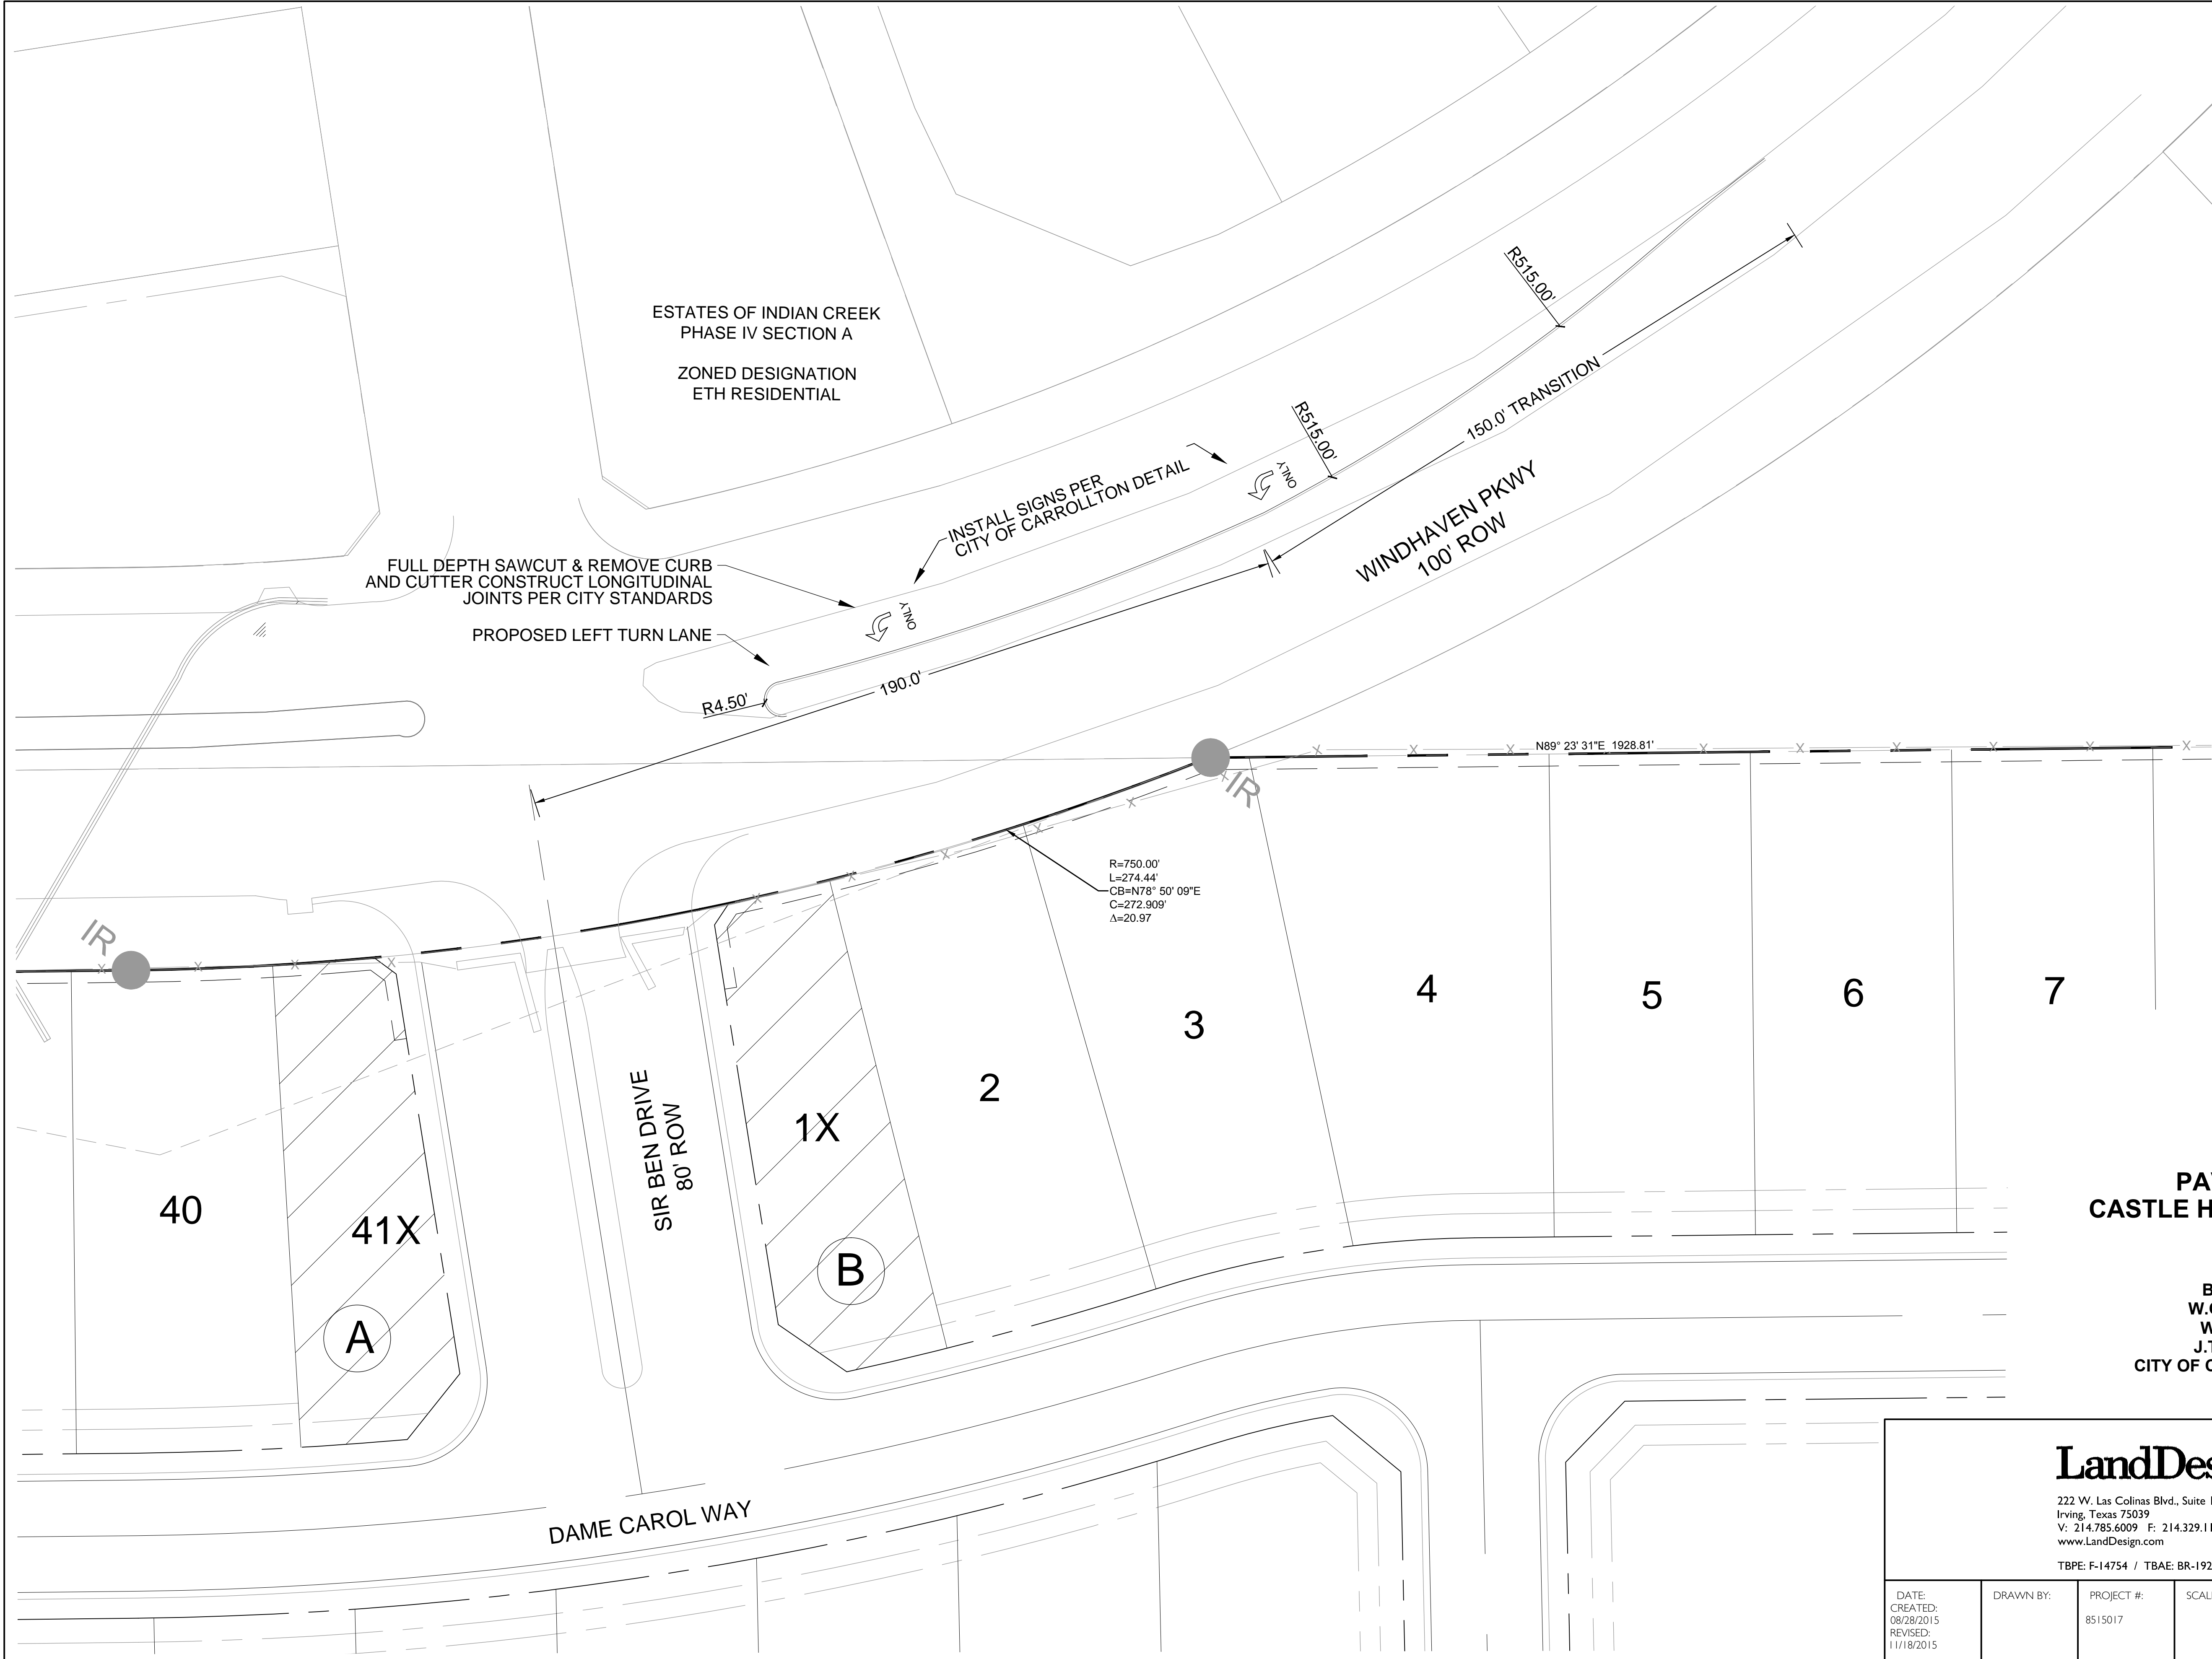 ESTATES OF INDIAN CREEK
PHASE IV SECTION A
ZONED DESIGNATION
ETH RESIDENTIAL
R515.00'
150.0' TRANSITION
R515.00'
INSTALL SIGNS PER
CITY OF CARROLLTON DETAIL
ONLY
WINDHAVEN PKWY
100' ROW
FULL DEPTH SAWCUT & REMOVE CURB
AND CUTTER CONSTRUCT LONGITUDINAL
JOINTS PER CITY STANDARDS
ONLY
PROPOSED LEFT TURN LANE
190.0'
R4.50'
N89° 23' 31"E 1928.81'
IR
R=750.00'
L=274.44'
CB=N78° 50' 09"E
C=272.909'
Δ=20.97
IR
4
5
6
7
3
2
1X
SIR BEN DRIVE
80' ROW
40
41X
B
A
DAME CAROL WAY
PA
CASTLE H
B
W.
W
J.T
CITY OF
LandDes
222 W. Las Colinas Blvd., Suite 1
Irving, Texas 75039
V: 214.785.6009 F: 214.329.11
www.LandDesign.com
TBPE: F-14754 / TBAE: BR-192
DATE:
CREATED:
08/28/2015
REVISED:
11/18/2015
DRAWN BY:
PROJECT #:
8515017
SCAL